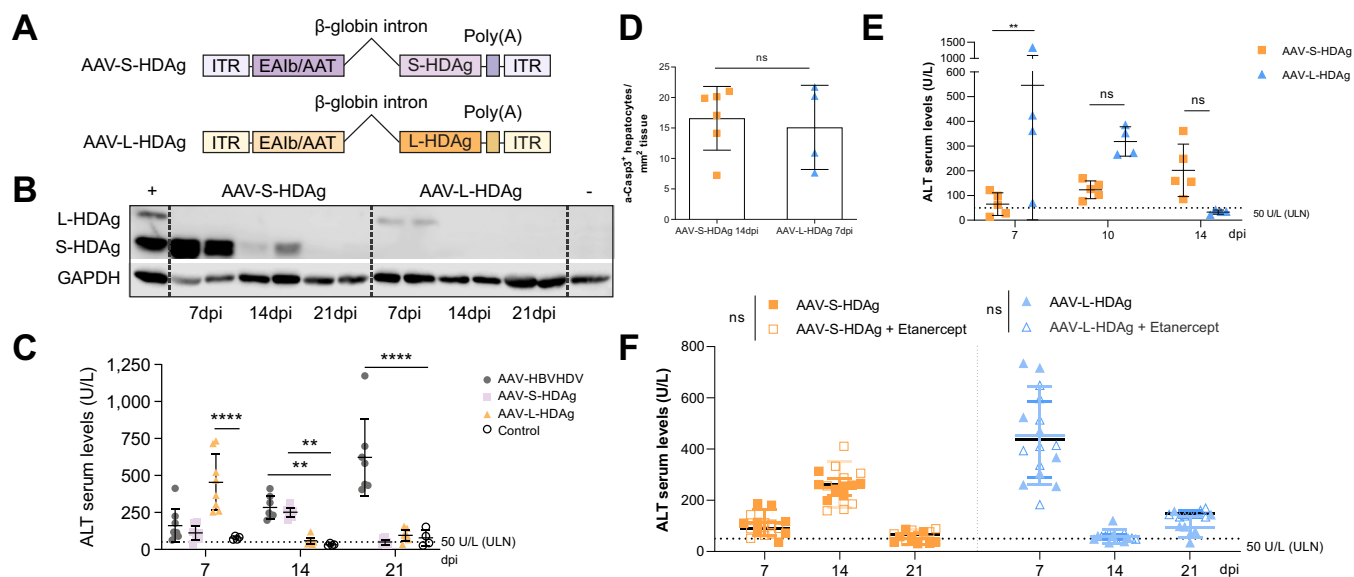 A
β-globin intron
Poly(A)
AAV-S-HDAg
ITR
EAlb/AAT
S-HDAg
ITR
β-globin intron
Poly(A)
AAV-L-HDAg
ITR
EAlb/AAT
L-HDAg
ITR
B
+
AAV-S-HDAg
AAV-L-HDAg
-
L-HDAg
S-HDAg
GAPDH
7dpi
14dpi
21dpi
7dpi
14dpi
21dpi
C
ALT serum levels (U/L)
1,250
1,000
750
500
250
0
****
**
**
****
AAV-HBVHDV
AAV-S-HDAg
AAV-L-HDAg
Control
50 U/L (ULN)
dpi
7
14
21
D
a-Casp3+ hepatocytes/
mm² tissue
25
20
15
10
5
0
ns
AAV-S-HDAg 14dpi
AAV-L-HDAg 7dpi
E
ALT serum levels (U/L)
1500
1000
500
600
400
300
200
100
0
**
ns
ns
AAV-S-HDAg
AAV-L-HDAg
50 U/L (ULN)
7
10
14
dpi
F
ns
AAV-S-HDAg
AAV-S-HDAg + Etanercept
ns
AAV-L-HDAg
AAV-L-HDAg + Etanercept
ALT serum levels (U/L)
800
600
400
200
0
50 U/L (ULN)
7
14
21
7
14
21
dpi